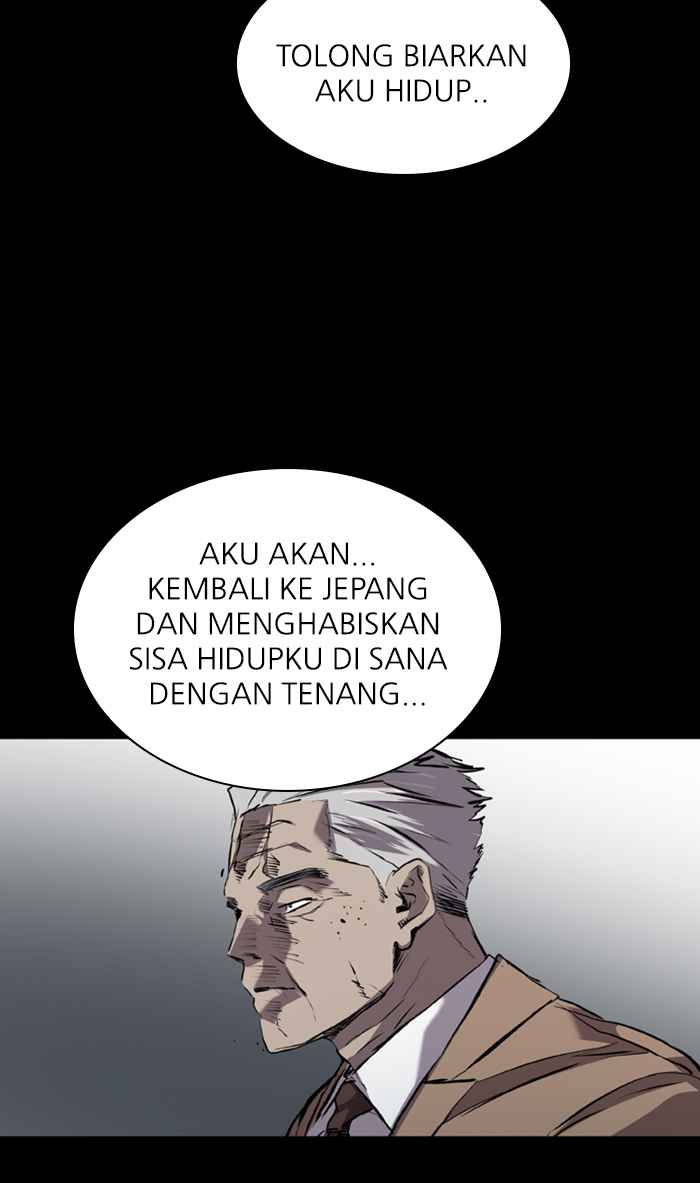 TOLONG BIARKAN
AKU HIDUP..
AKU AKAN...
KEMBALI KE JEPANG
DAN MENGHABISKAN
SISA HIDUPKU DI SANA
DENGAN TENANG...